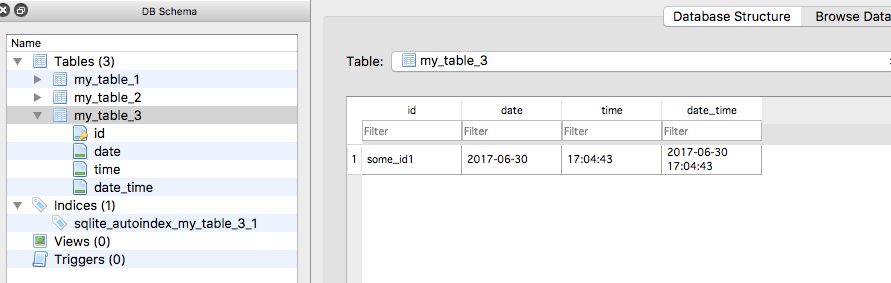 DB Schema
Name
Tables (3)
my_table_1
my_table_2
my_table_3
id
date
time
date_time
Indices (1)
sqlite_autoindex_my_table_3_1
Views (0)
Triggers (0)
Database Structure Browse Data
Table: my_table_3
id date time date_time
Filter Filter Filter Filter
1 some_id1 2017-06-30 17:04:43 2017-06-30
17:04:43